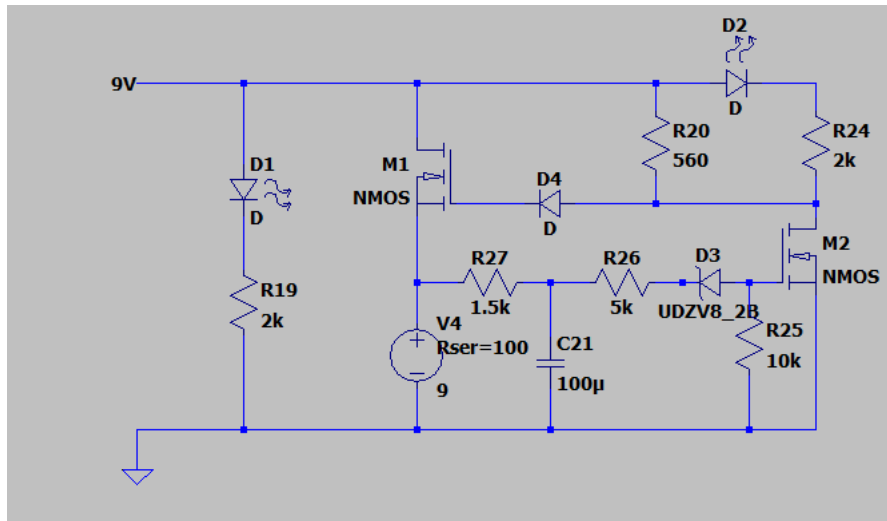 D2
9V
D
R20
560
R24
2k
D1
M1
D4
NMOS
D
D
M2
NMOS
R27
1.5k
R26
5k
D3
UDZV8_2B
R19
2k
V4
Rser=100
9
C21
100µ
R25
10k